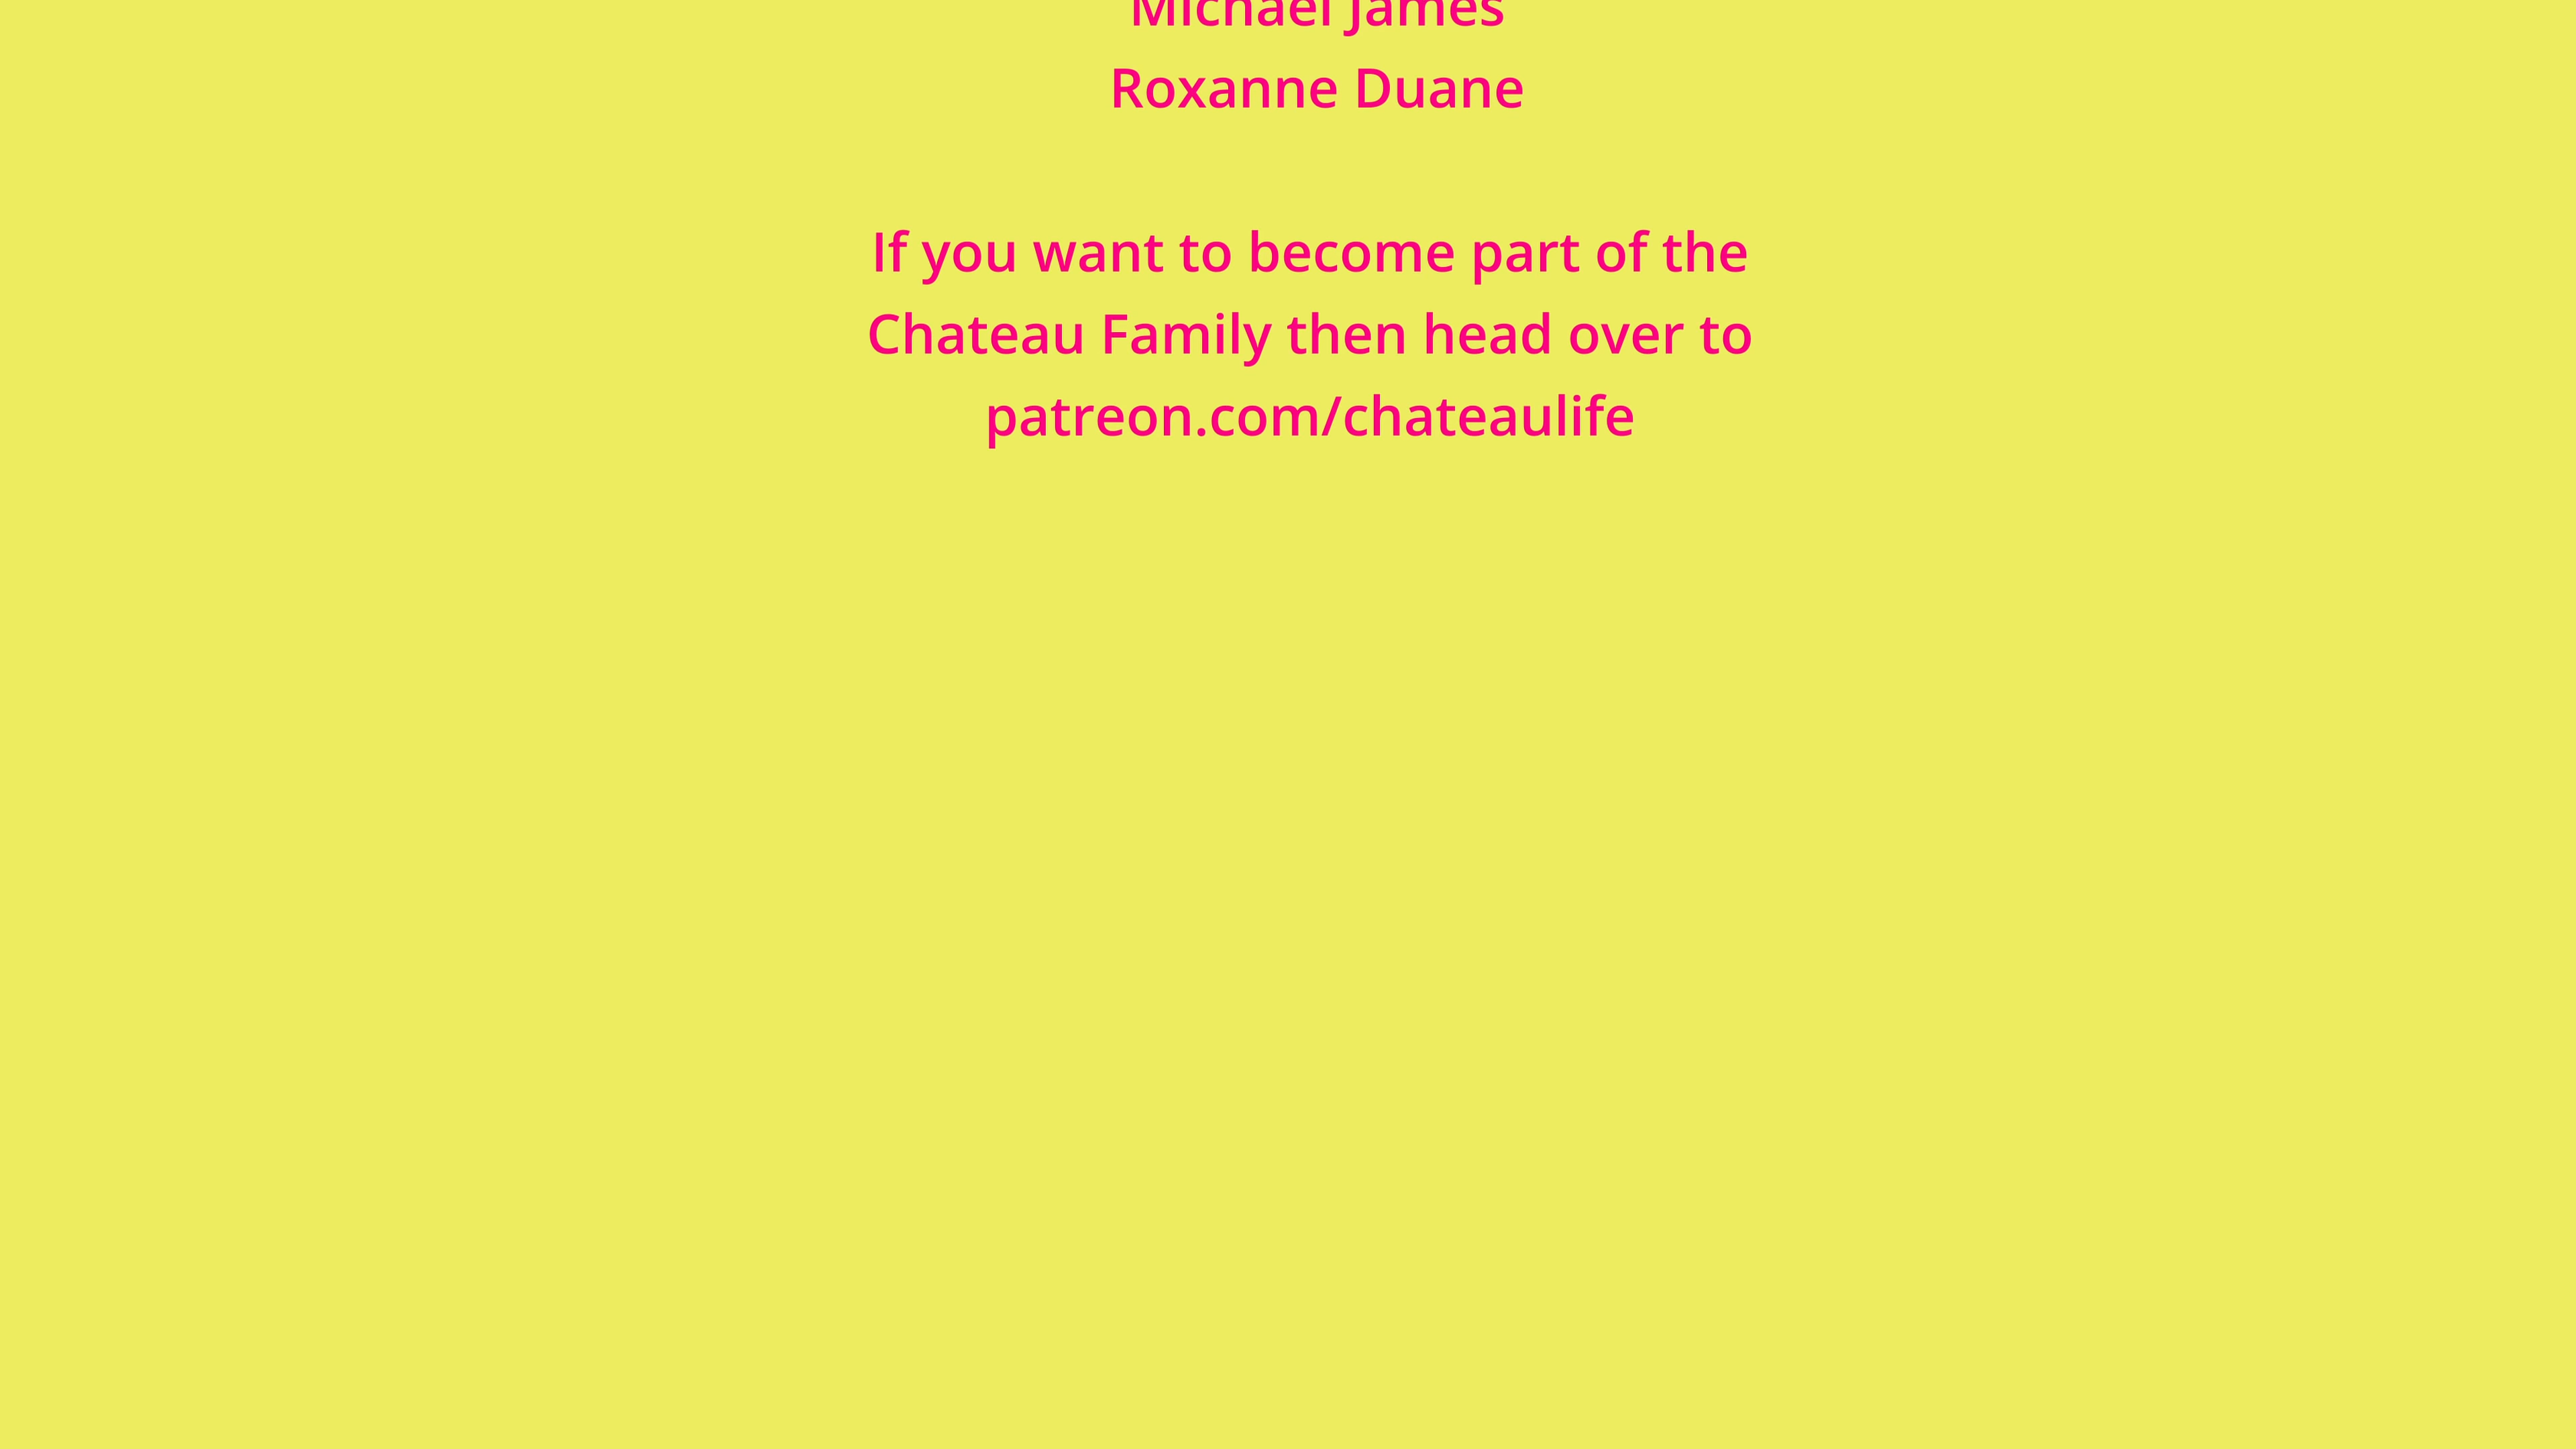 Michael James
Roxanne Duane
If you want to become part of the
Chateau Family then head over to
patreon.com/chateaulife